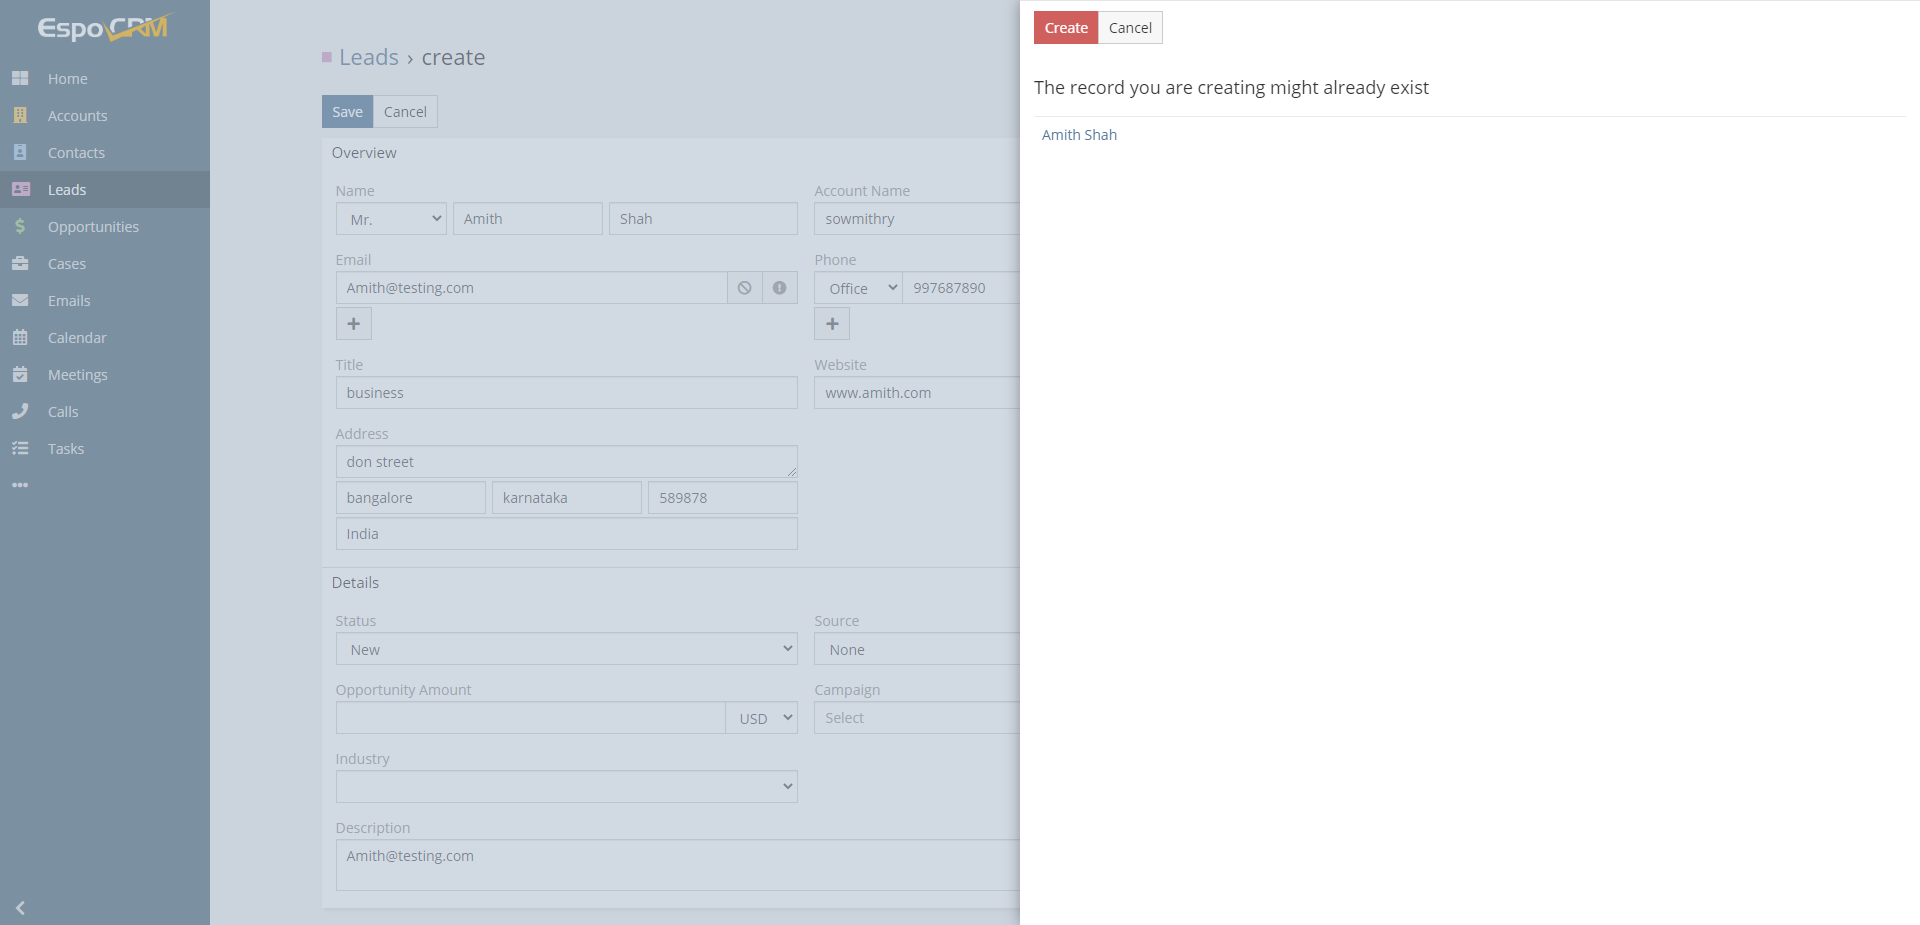 EspoCRM
Home
Accounts
Contacts
Leads
Opportunities
Cases
Emails
Calendar
Meetings
Calls
Tasks
Leads › create
Save Cancel
Overview
Name
Mr. Amith Shah
Account Name
sowmithry
Email
Amith@testing.com
Phone
Office 997687890
Title
business
Website
www.amith.com
Address
don street
bangalore karnataka 589878
India
Details
Status
New
Source
None
Opportunity Amount
USD
Campaign
Select
Industry
Description
Amith@testing.com
Create Cancel
The record you are creating might already exist
Amith Shah